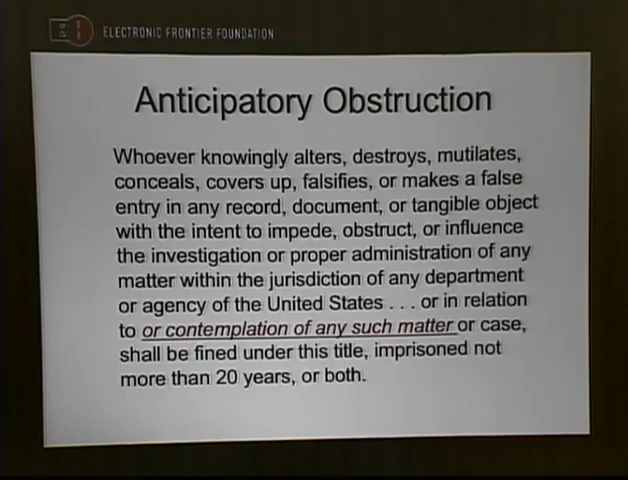 ELECTRONIC FRONTIER FOUNDATION
Anticipatory Obstruction
Whoever knowingly alters, destroys, mutilates,
conceals, covers up, falsifies, or makes a false
entry in any record, document, or tangible object
with the intent to impede, obstruct, or influence
the investigation or proper administration of any
matter within the jurisdiction of any department
or agency of the United States . . . or in relation
to or contemplation of any such matter or case,
shall be fined under this title, imprisoned not
more than 20 years, or both.